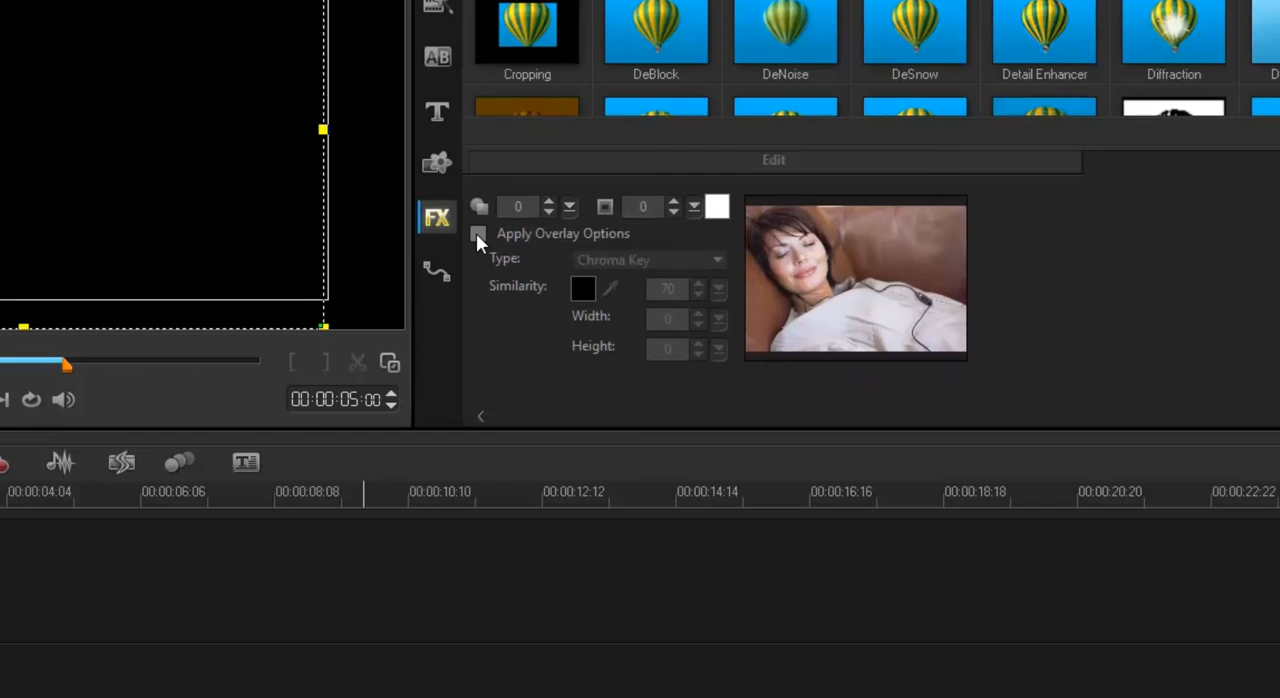 Cropping DeBlock DeNoise DeSnow Detail Enhancer Diffraction D
AB
T
Edit
FX
0 0
Apply Overlay Options
Type: Chroma Key
Similarity: 70
Width: 0
Height: 0
00:00:05:00
T
00:00:04:04 00:00:06:06 00:00:08:08 00:00:10:10 00:00:12:12 00:00:14:14 00:00:16:16 00:00:18:18 00:00:20:20 00:00:22:22